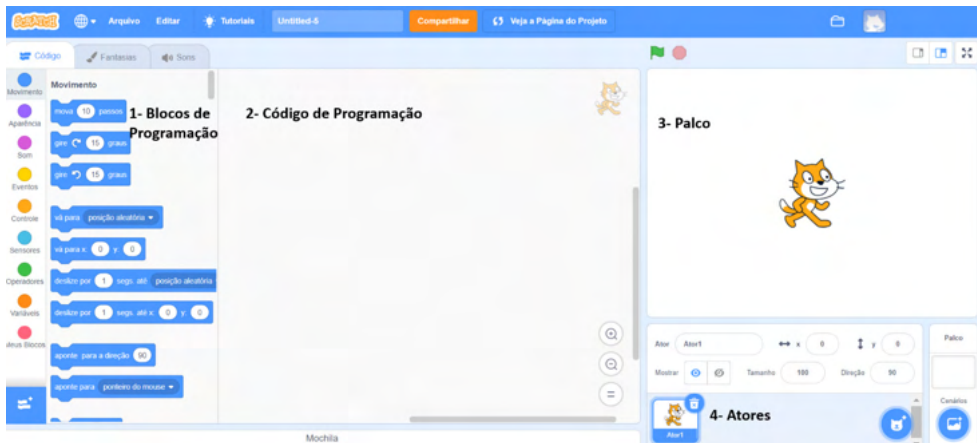 SCRATCH Arquivo Editar Tutoriais Untitled-5 Compartilhar Veja a Página do Projeto
Código Fantasias Sons
Movimento
Aparência
Som
Eventos
Controle
Sensores
Operadores
Variáveis
Meus Blocos
Movimento
mova 10 passos
gire 15 graus
gire 15 graus
vá para posição aleatória
vá para x: 0 y: 0
deslize por 1 segs. até posição aleatória
deslize por 1 segs. até x: 0 y: 0
aponte para a direção 90
aponte para ponteiro do mouse
1- Blocos de
Programação
2- Código de Programação
Mochila
3- Palco
Ator Ator1 x 0 y 0
Mostrar Tamanho 100 Direção 90
Ator1
4- Atores
Palco
Cenários